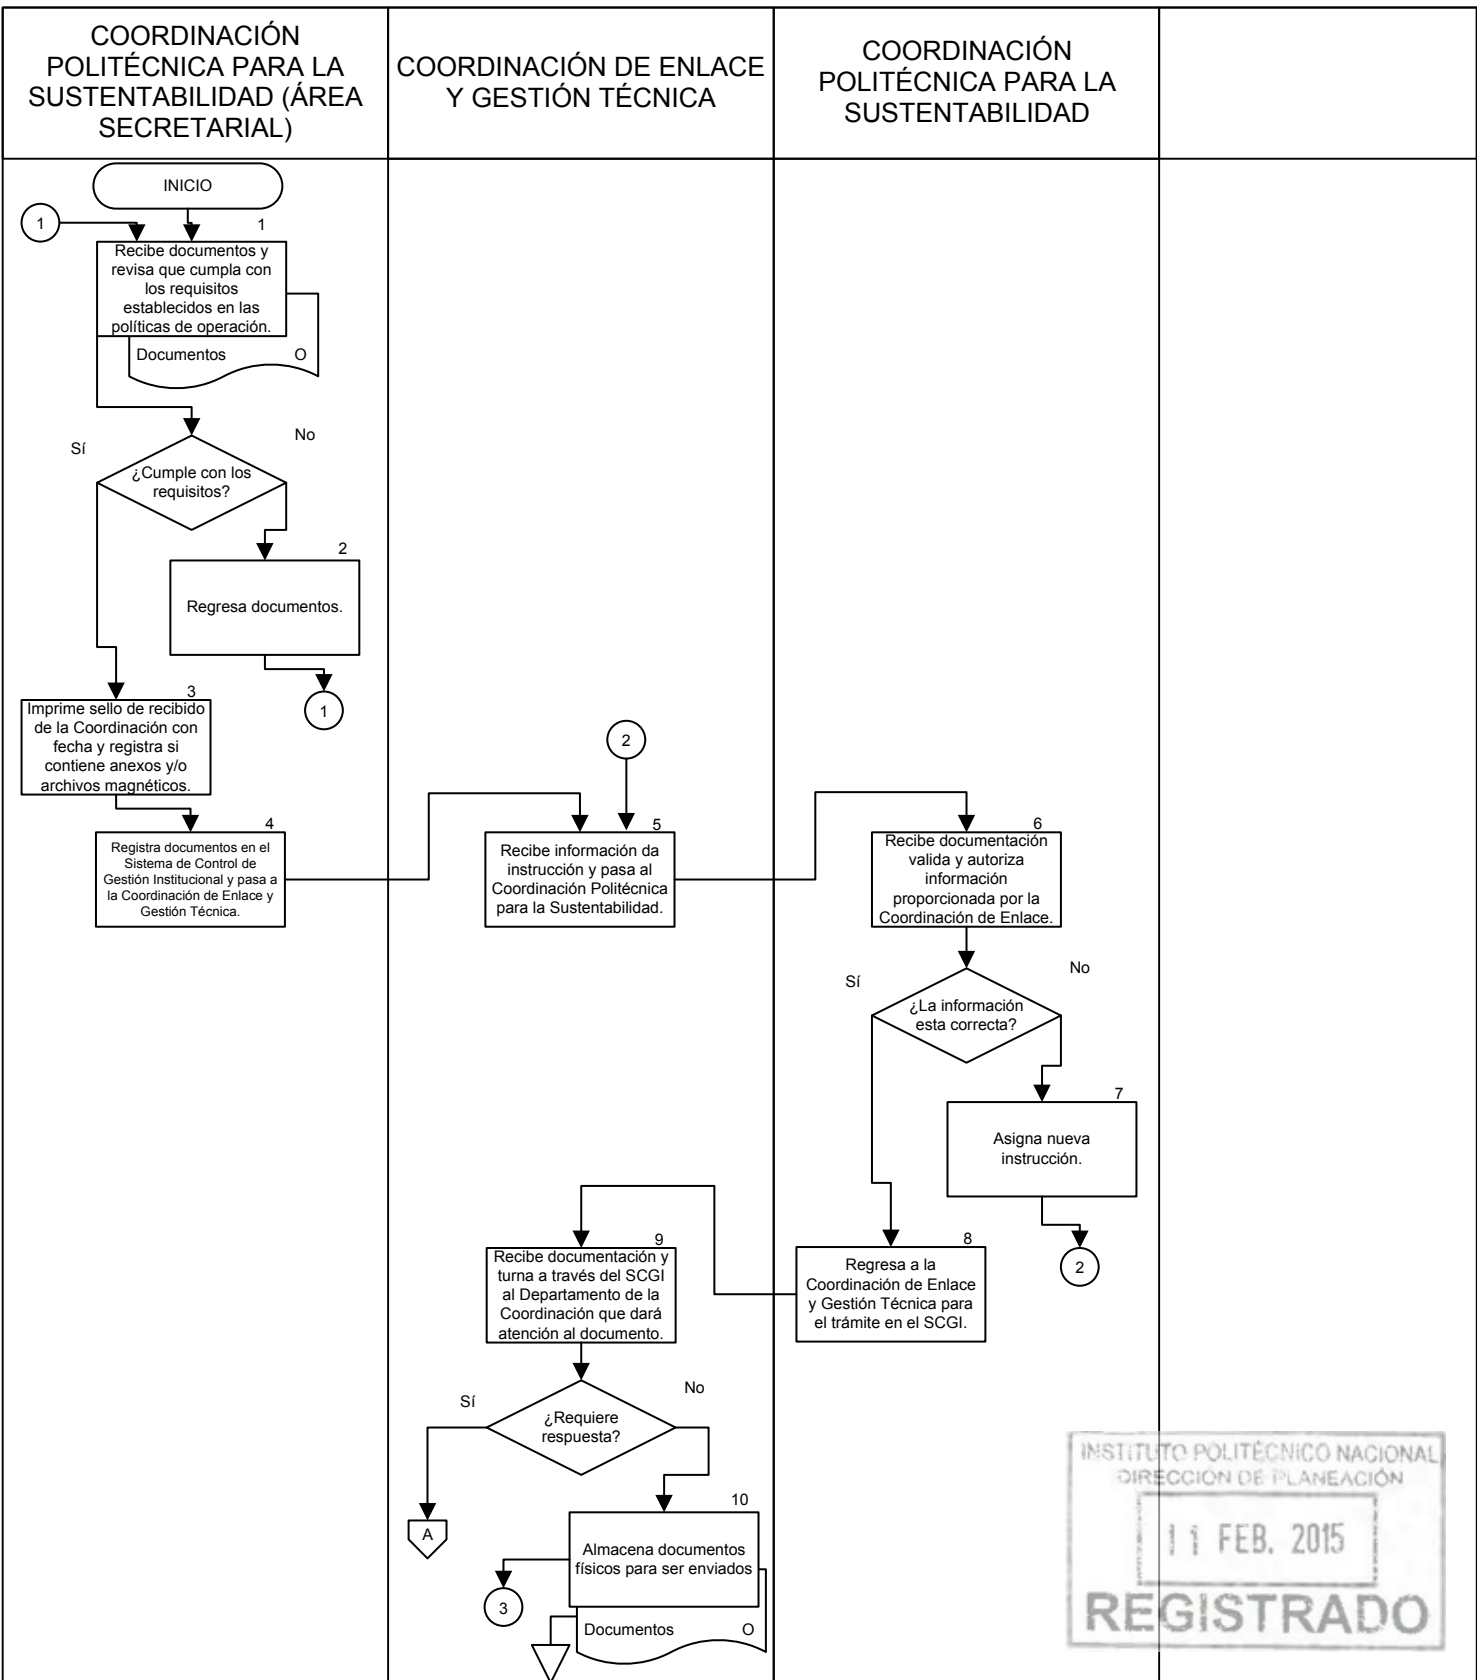 COORDINACIÓN
POLITÉCNICA PARA LA
SUSTENTABILIDAD (ÁREA
SECRETARIAL)
COORDINACIÓN DE ENLACE
Y GESTIÓN TÉCNICA
COORDINACIÓN
POLITÉCNICA PARA LA
SUSTENTABILIDAD
INICIO
1
1
Recibe documentos y
revisa que cumpla con
los requisitos
establecidos en las
políticas de operación.
Documentos O
Sí
No
¿Cumple con los
requisitos?
2
Regresa documentos.
1
3
Imprime sello de recibido
de la Coordinación con
fecha y registra si
contiene anexos y/o
archivos magnéticos.
4
Registra documentos en el
Sistema de Control de
Gestión Institucional y pasa a
la Coordinación de Enlace y
Gestión Técnica.
2
5
Recibe información da
instrucción y pasa al
Coordinación Politécnica
para la Sustentabilidad.
6
Recibe documentación
valida y autoriza
información
proporcionada por la
Coordinación de Enlace.
Sí
No
¿La información
esta correcta?
7
Asigna nueva
instrucción.
2
8
Regresa a la
Coordinación de Enlace
y Gestión Técnica para
el trámite en el SCGI.
9
Recibe documentación y
turna a través del SCGI
al Departamento de la
Coordinación que dará
atención al documento.
Sí
No
¿Requiere
respuesta?
A
10
Almacena documentos
físicos para ser enviados
3
Documentos O
INSTITUTO POLITÉCNICO NACIONAL
DIRECCIÓN DE PLANEACIÓN
11 FEB. 2015
REGISTRADO